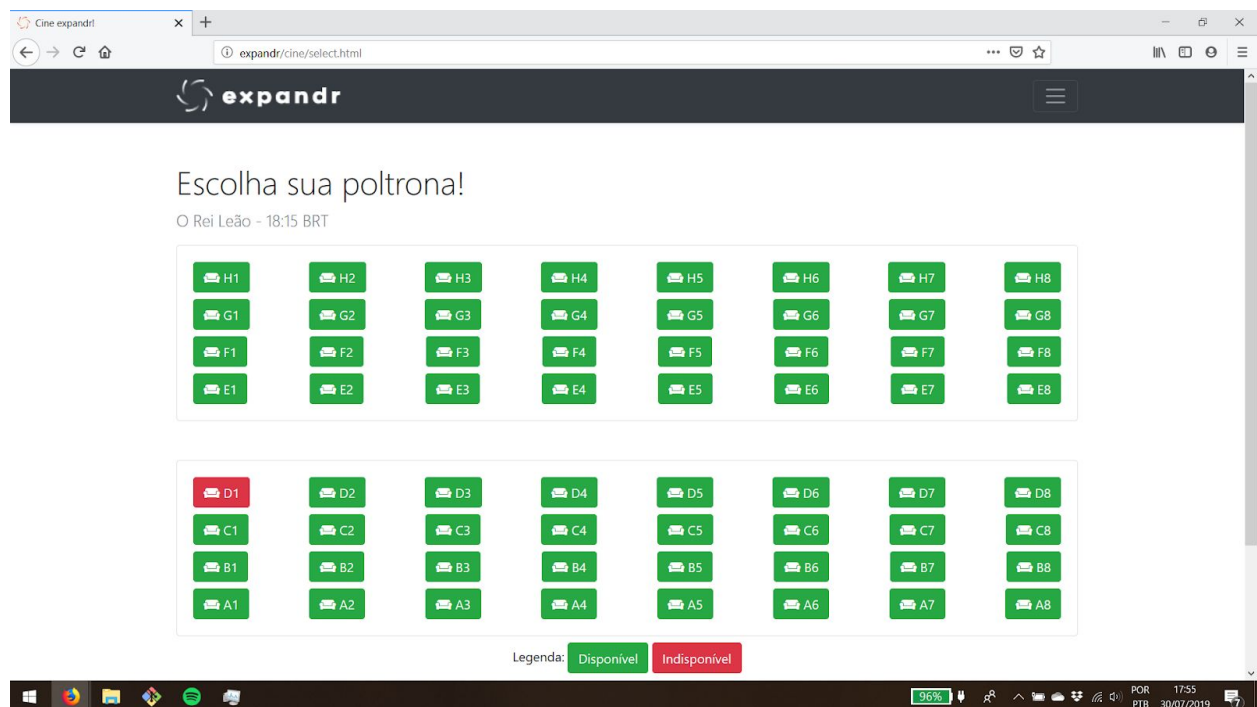 Cine expandr!
expandr/cine/select.html
expandr
Escolha sua poltrona!
O Rei Leão - 18:15 BRT
H1 H2 H3 H4 H5 H6 H7 H8
G1 G2 G3 G4 G5 G6 G7 G8
F1 F2 F3 F4 F5 F6 F7 F8
E1 E2 E3 E4 E5 E6 E7 E8
D1 D2 D3 D4 D5 D6 D7 D8
C1 C2 C3 C4 C5 C6 C7 C8
B1 B2 B3 B4 B5 B6 B7 B8
A1 A2 A3 A4 A5 A6 A7 A8
Legenda: Disponível Indisponível
96% POR 17:55
PTB 30/07/2019 7